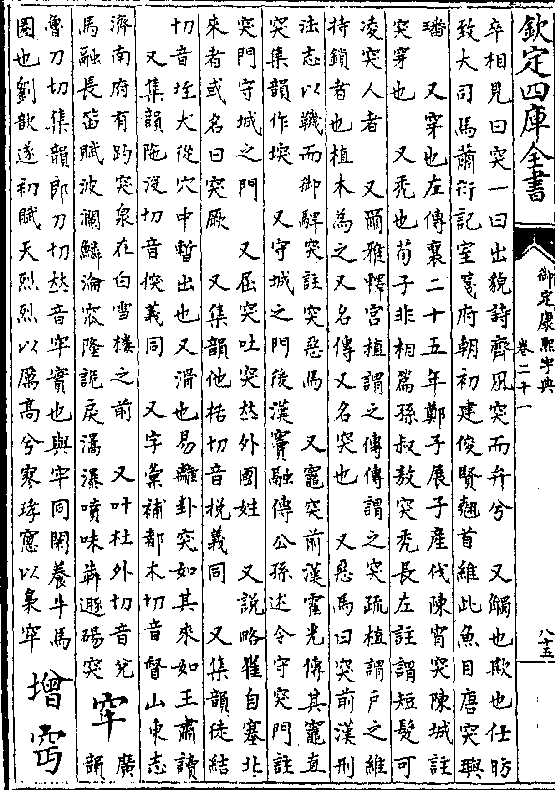 欽定四庫全書
御定康熙字典
卷二十一
八十五
卒相見曰突一曰出貌詩齊風突而弁兮　又觸也欺也任昉
致大司馬蕭衍記室箋府朝初建俊賢翹首維此魚目唐突璵
璠　又穿也左傳襄二十五年鄭子展子產伐陳宵突陳城註
突穿也　又禿也荀子非相篇孫叔敖突禿長左註謂短髮可
凌突人者　又爾雅釋宮植謂之傳傳謂之突疏植謂戶之維
持鎖者也植木為之又名傳又名突也　又惡馬曰突前漢刑
法志以鞿而御駻突註突惡馬　又竈突前漢霍光傳其竈直
突集韻作堗　又守城之門後漢竇融傳公孫述令守突門註
突門守城之門　又屈突吐突㭊外國姓　又說略雖自塞北
來者或名曰突厥　又集韻他括切音梲義同　又集韻徒結
切音垤犬從穴中暫出也又滑也易離卦突如其來如王肅讀
又集韻陁沒切音揬義同　又字彙補都木切音督山東志
濟南府有趵突泉在白雪樓之前　又叶杜外切音兌　廣
馬融長笛賦波瀾鱗淪窳隆詭戾㵧瀑噴味犇遯碭突　窂　韻
魯刀切集韻郎刀切𠀤音牢實也與牢同閑養牛馬
圈也劉歆遂初賦天烈烈以厲高兮寥琗窻以梟窂　增　窉